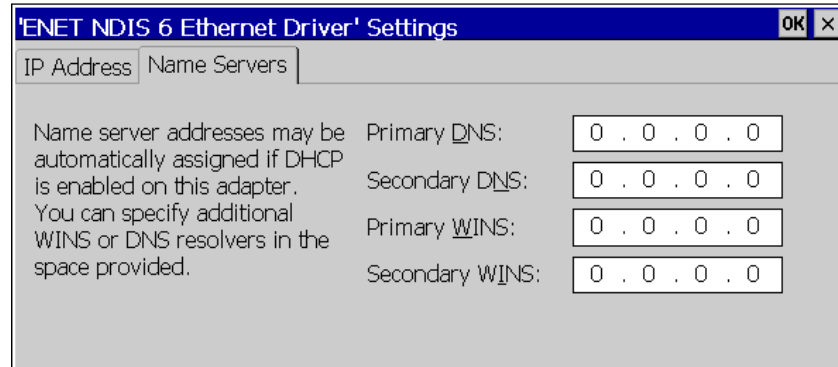 'ENET NDIS 6 Ethernet Driver' Settings OK ×
IP Address Name Servers
Name server addresses may be
automatically assigned if DHCP
is enabled on this adapter.
You can specify additional
WINS or DNS resolvers in the
space provided.
Primary DNS: 0 . 0 . 0 . 0
Secondary DNS: 0 . 0 . 0 . 0
Primary WINS: 0 . 0 . 0 . 0
Secondary WINS: 0 . 0 . 0 . 0